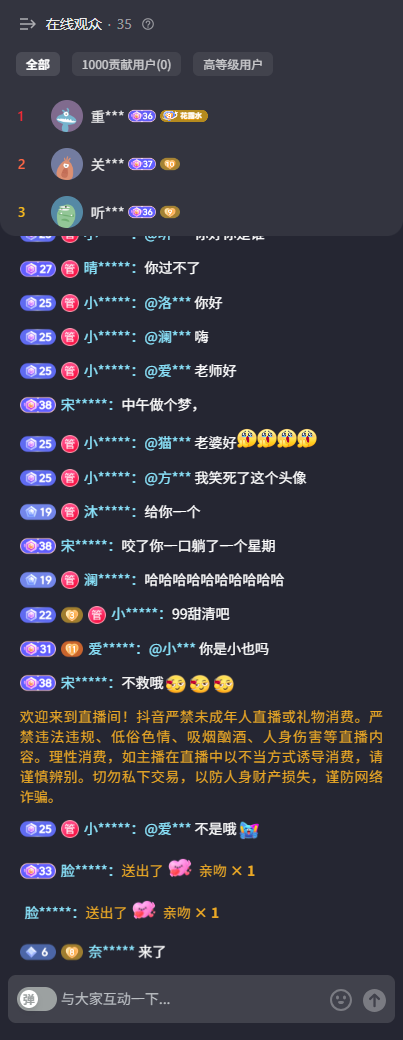 在线观众 · 35
全部 1000贡献用户(0) 高等级用户
1 重*** 36 花露水
2 关*** 37
3 听*** 36
管 晴*****： 你过不了 27
25 管 小*****： @洛*** 你好
25 管 小*****： @澜*** 嗨
25 管 小*****： @爱*** 老师好
38 宋*****： 中午做个梦，
25 管 小*****： @猫*** 老婆好
25 管 小*****： @方*** 我笑死了这个头像
19 管 沐*****： 给你一个
38 宋*****： 咬了你一口躺了一个星期
19 管 澜*****： 哈哈哈哈哈哈哈哈哈哈
22 管 小*****： 99甜清吧
31 爱*****： @小*** 你是小也吗
38 宋*****： 不救哦
欢迎来到直播间！抖音严禁未成年人直播或礼物消费。严
禁违法违规、低俗色情、吸烟酗酒、人身伤害等直播内
容。理性消费，如主播在直播中以不当方式诱导消费，请
谨慎辨别。切勿私下交易，以防人身财产损失，谨防网络
诈骗。
25 管 小*****： @爱*** 不是哦
33 脸*****： 送出了 亲吻 × 1
脸*****： 送出了 亲吻 × 1
6 奈***** 来了
弹 与大家互动一下...